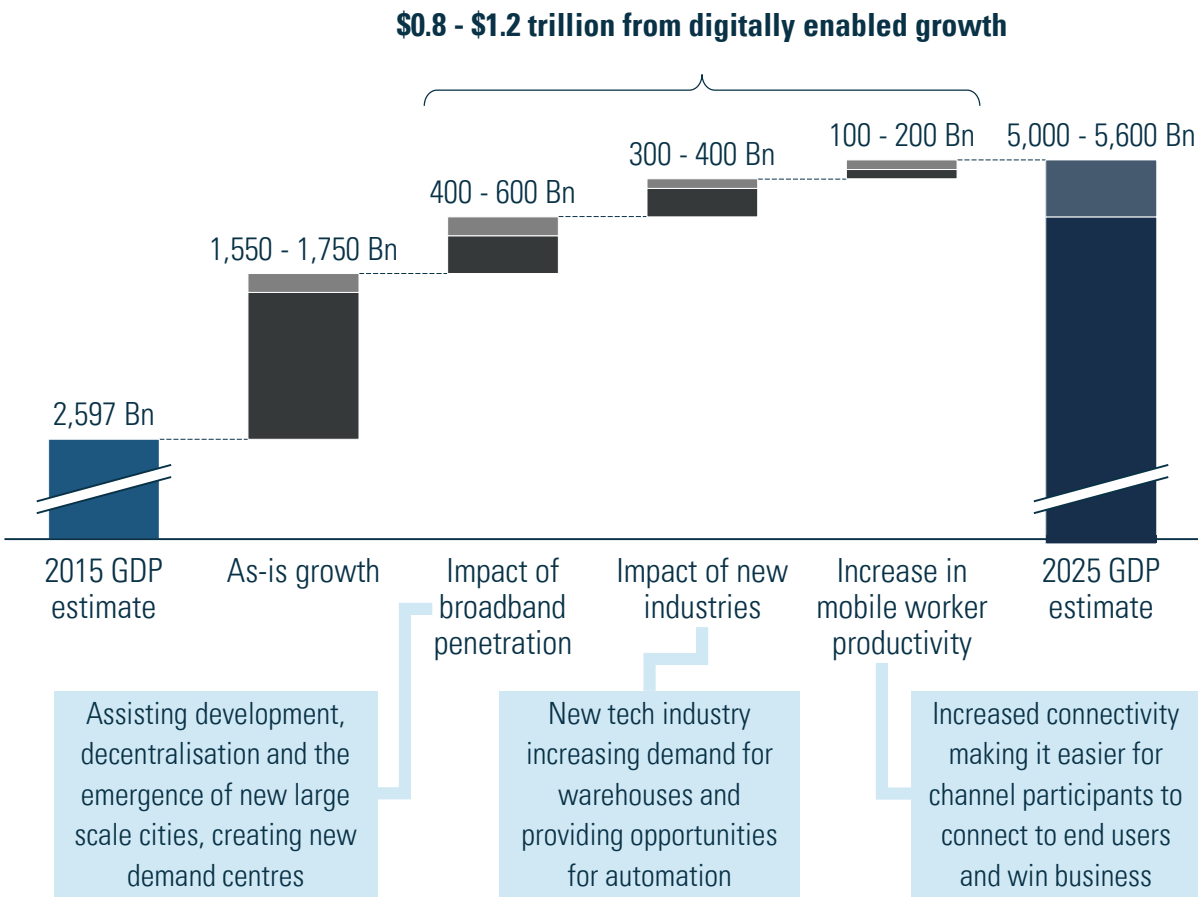 $0.8 - $1.2 trillion from digitally enabled growth
100 - 200 Bn
5,000 - 5,600 Bn
300 - 400 Bn
400 - 600 Bn
1,550 - 1,750 Bn
2,597 Bn
2015 GDP
estimate
As-is growth
Impact of
broadband
penetration
Impact of new
industries
Increase in
mobile worker
productivity
2025 GDP
estimate
Assisting development,
decentralisation and the
emergence of new large
scale cities, creating new
demand centres
New tech industry
increasing demand for
warehouses and
providing opportunities
for automation
Increased connectivity
making it easier for
channel participants to
connect to end users
and win business